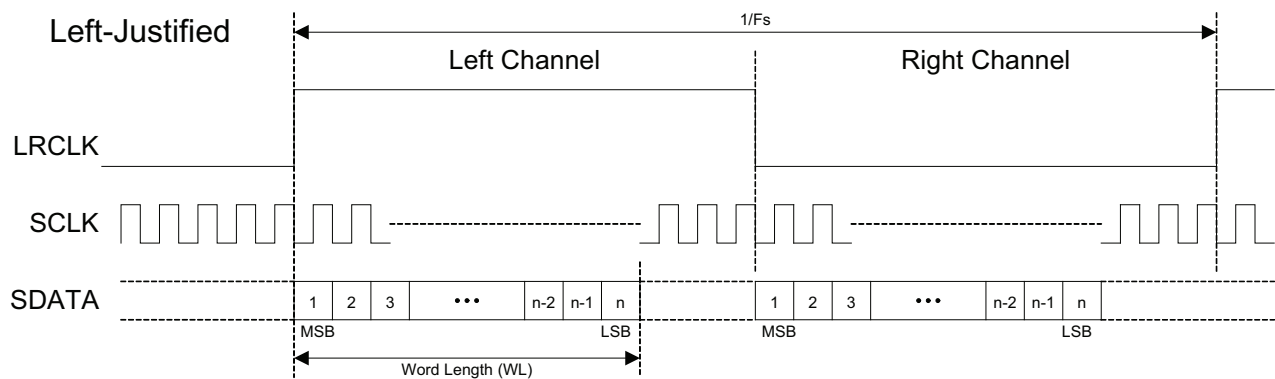 Left-Justified
1/Fs
Left Channel
Right Channel
LRCLK
SCLK
SDATA
1 2 3 ••• n-2 n-1 n 1 2 3 ••• n-2 n-1 n
MSB LSB MSB LSB
Word Length (WL)